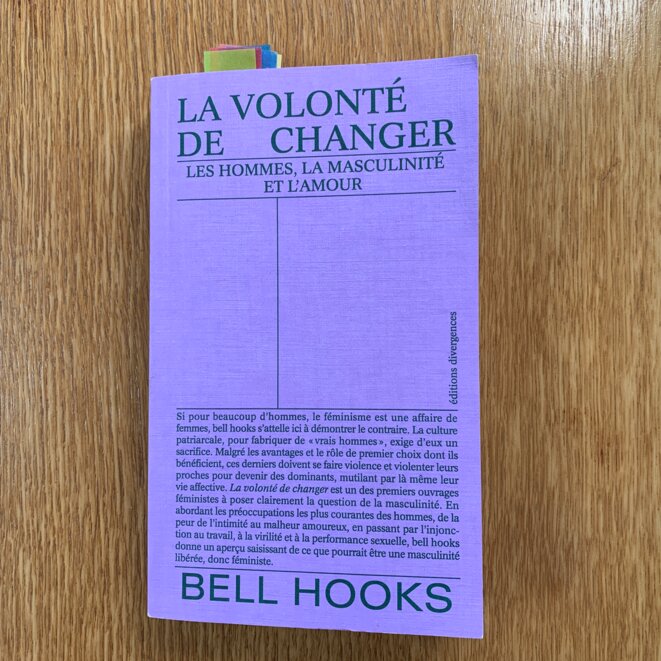 LA VOLONTÉ
DE CHANGER
LES HOMMES, LA MASCULINITÉ
ET L'AMOUR
éditions divergences
Si pour beaucoup d'hommes, le féminisme est une affaire de
femmes, bell hooks s'attelle ici à démontrer le contraire. La culture
patriarcale, pour fabriquer de « vrais hommes », exige d'eux un
sacrifice. Malgré les avantages et le rôle de premier choix dont ils
bénéficient, ces derniers doivent se faire violence et violenter leurs
proches pour devenir des dominants, mutilant par là même leur
vie affective. La volonté de changer est un des premiers ouvrages
féministes à poser clairement la question de la masculinité. En
abordant les préoccupations les plus courantes des hommes, de la
peur de l'intimité au malheur amoureux, en passant par l'injonc-
tion au travail, à la virilité et à la performance sexuelle, bell hooks
donne un aperçu saisissant de ce que pourrait être une masculinité
libérée, donc féministe.
BELL HOOKS